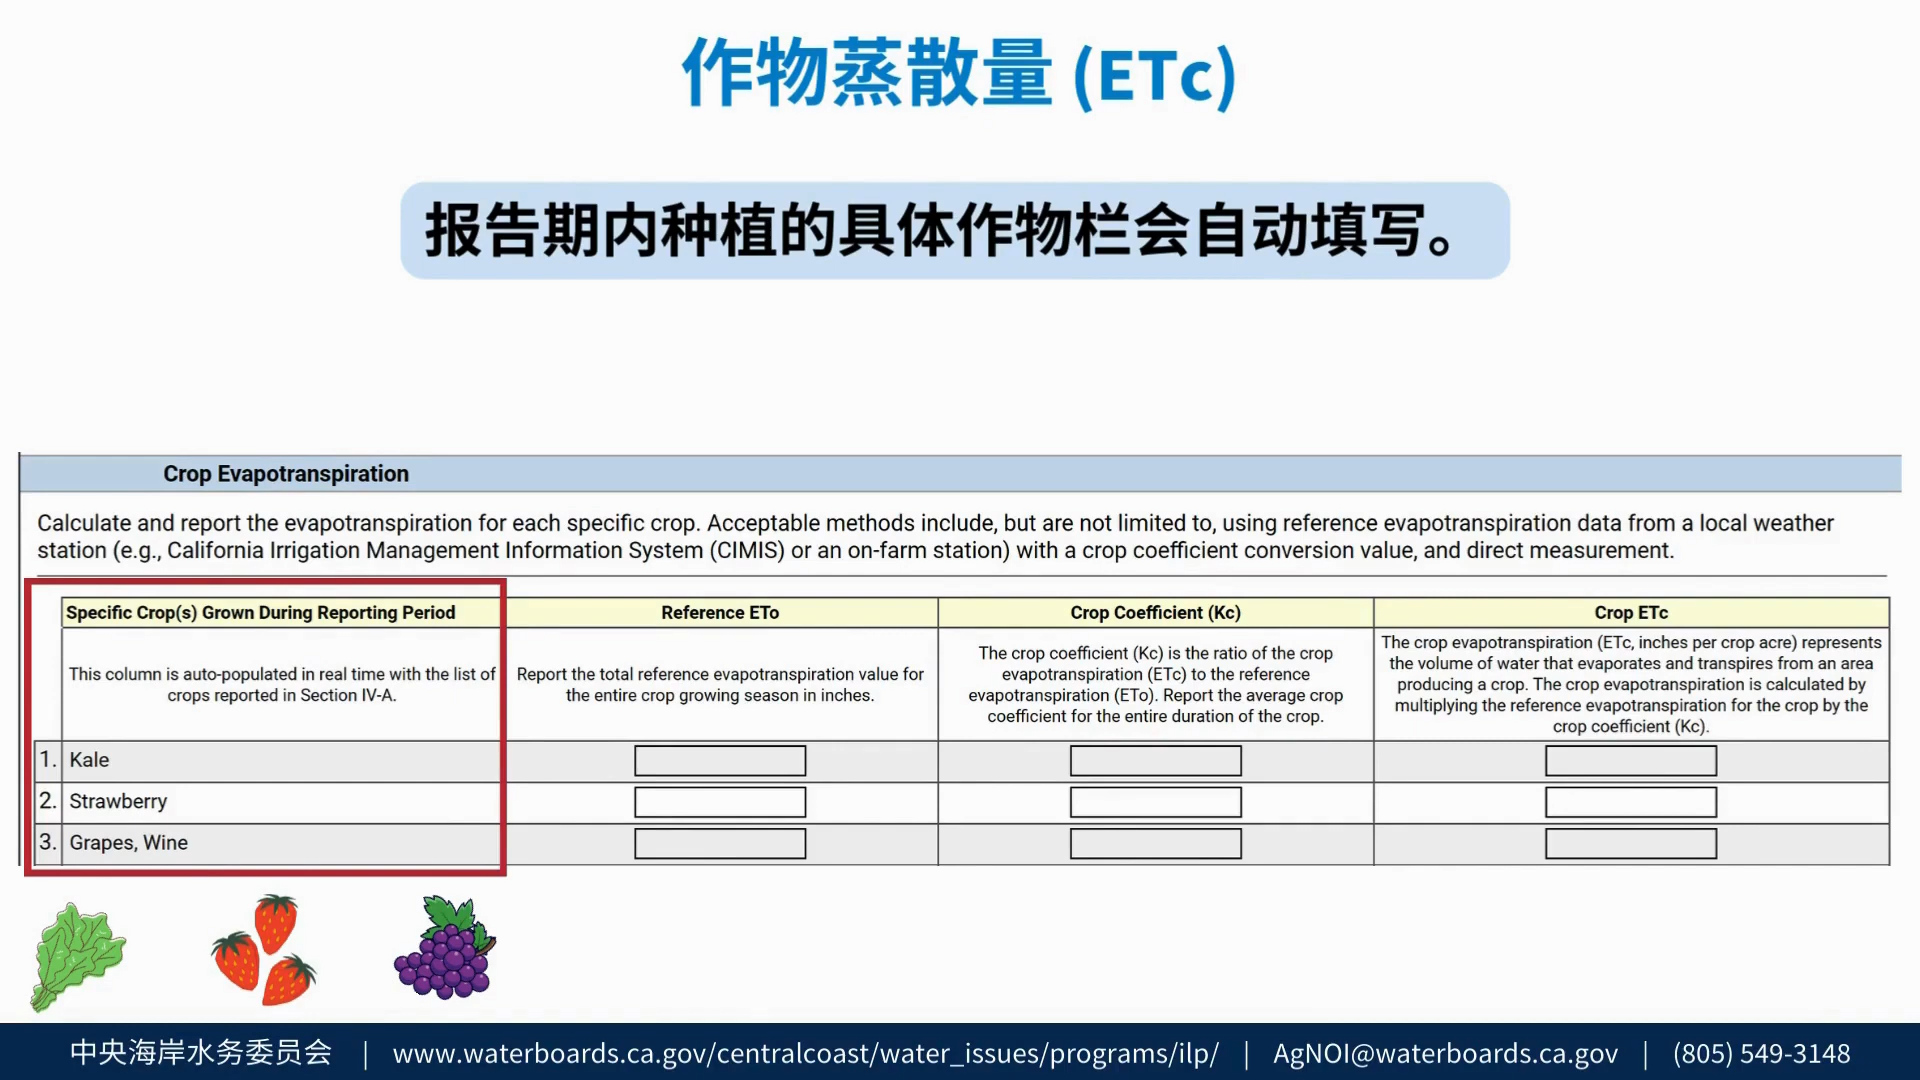 作物蒸散量 (ETc)
报告期内种植的具体作物栏会自动填写。
Crop Evapotranspiration
Calculate and report the evapotranspiration for each specific crop. Acceptable methods include, but are not limited to, using reference evapotranspiration data from a local weather
station (e.g., California Irrigation Management Information System (CIMIS) or an on-farm station) with a crop coefficient conversion value, and direct measurement.
Specific Crop(s) Grown During Reporting Period
Reference ETo
Crop Coefficient (Kc)
Crop ETc
This column is auto-populated in real time with the list of
crops reported in Section IV-A.
Report the total reference evapotranspiration value for
the entire crop growing season in inches.
The crop coefficient (Kc) is the ratio of the crop
evapotranspiration (ETc) to the reference
evapotranspiration (ETo). Report the average crop
coefficient for the entire duration of the crop.
The crop evapotranspiration (ETc, inches per crop acre) represents
the volume of water that evaporates and transpires from an area
producing a crop. The crop evapotranspiration is calculated by
multiplying the reference evapotranspiration for the crop by the
crop coefficient (Kc).
1. Kale
2. Strawberry
3. Grapes, Wine
中央海岸水务委员会 | www.waterboards.ca.gov/centralcoast/water_issues/programs/ilp/ | AgNOI@waterboards.ca.gov | (805) 549-3148